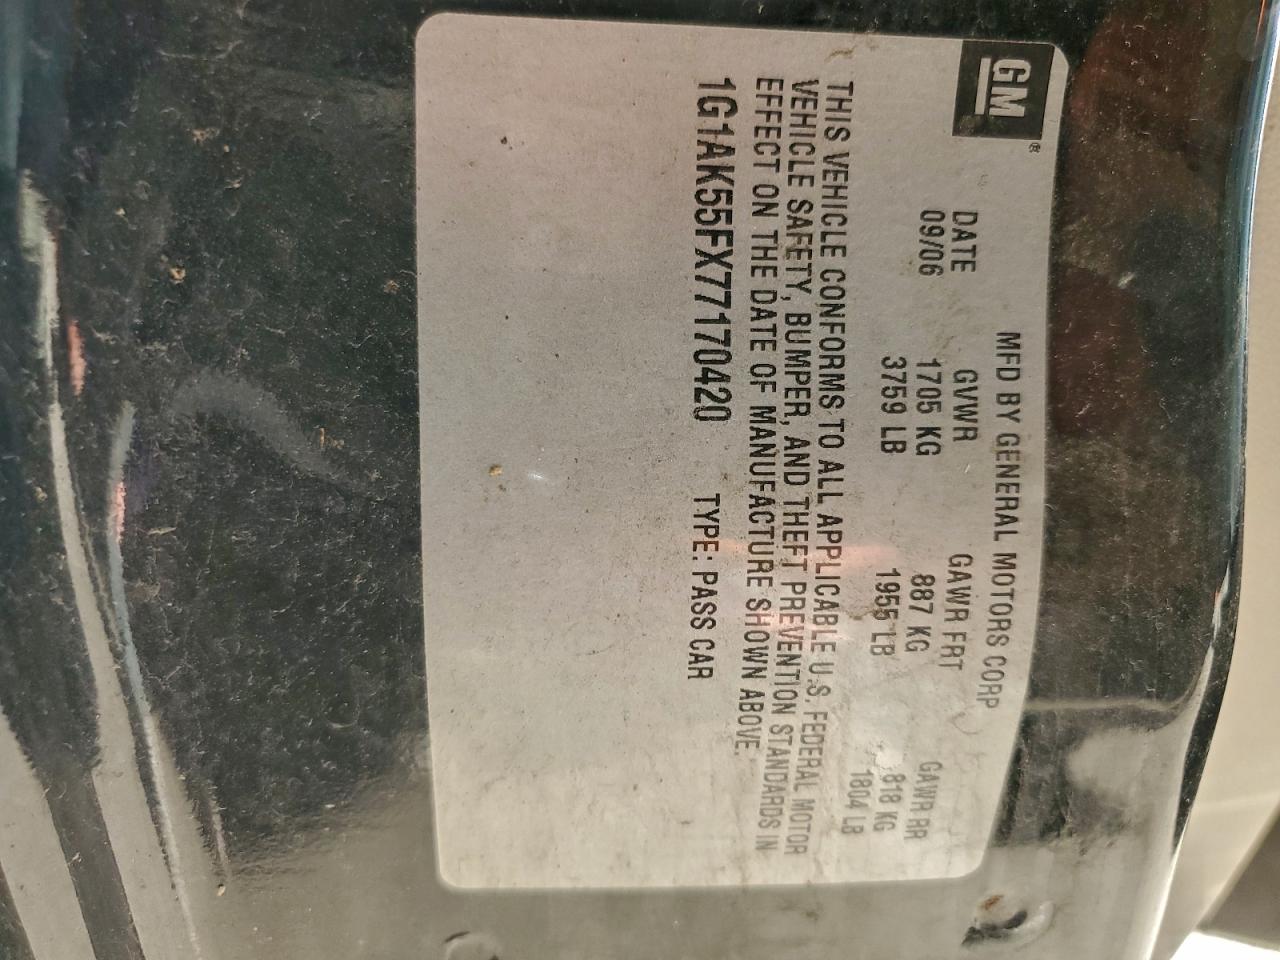 GM®
MFD BY GENERAL MOTORS CORP
DATE GVWR GAWR FRT GAWR RR
09/06 1705 KG 887 KG 818 KG
3759 LB 1955 LB 1804 LB
THIS VEHICLE CONFORMS TO ALL APPLICABLE U.S. FEDERAL MOTOR
VEHICLE SAFETY, BUMPER, AND THEFT PREVENTION STANDARDS IN
EFFECT ON THE DATE OF MANUFACTURE SHOWN ABOVE.
1G1AK55FX77170420 TYPE: PASS CAR